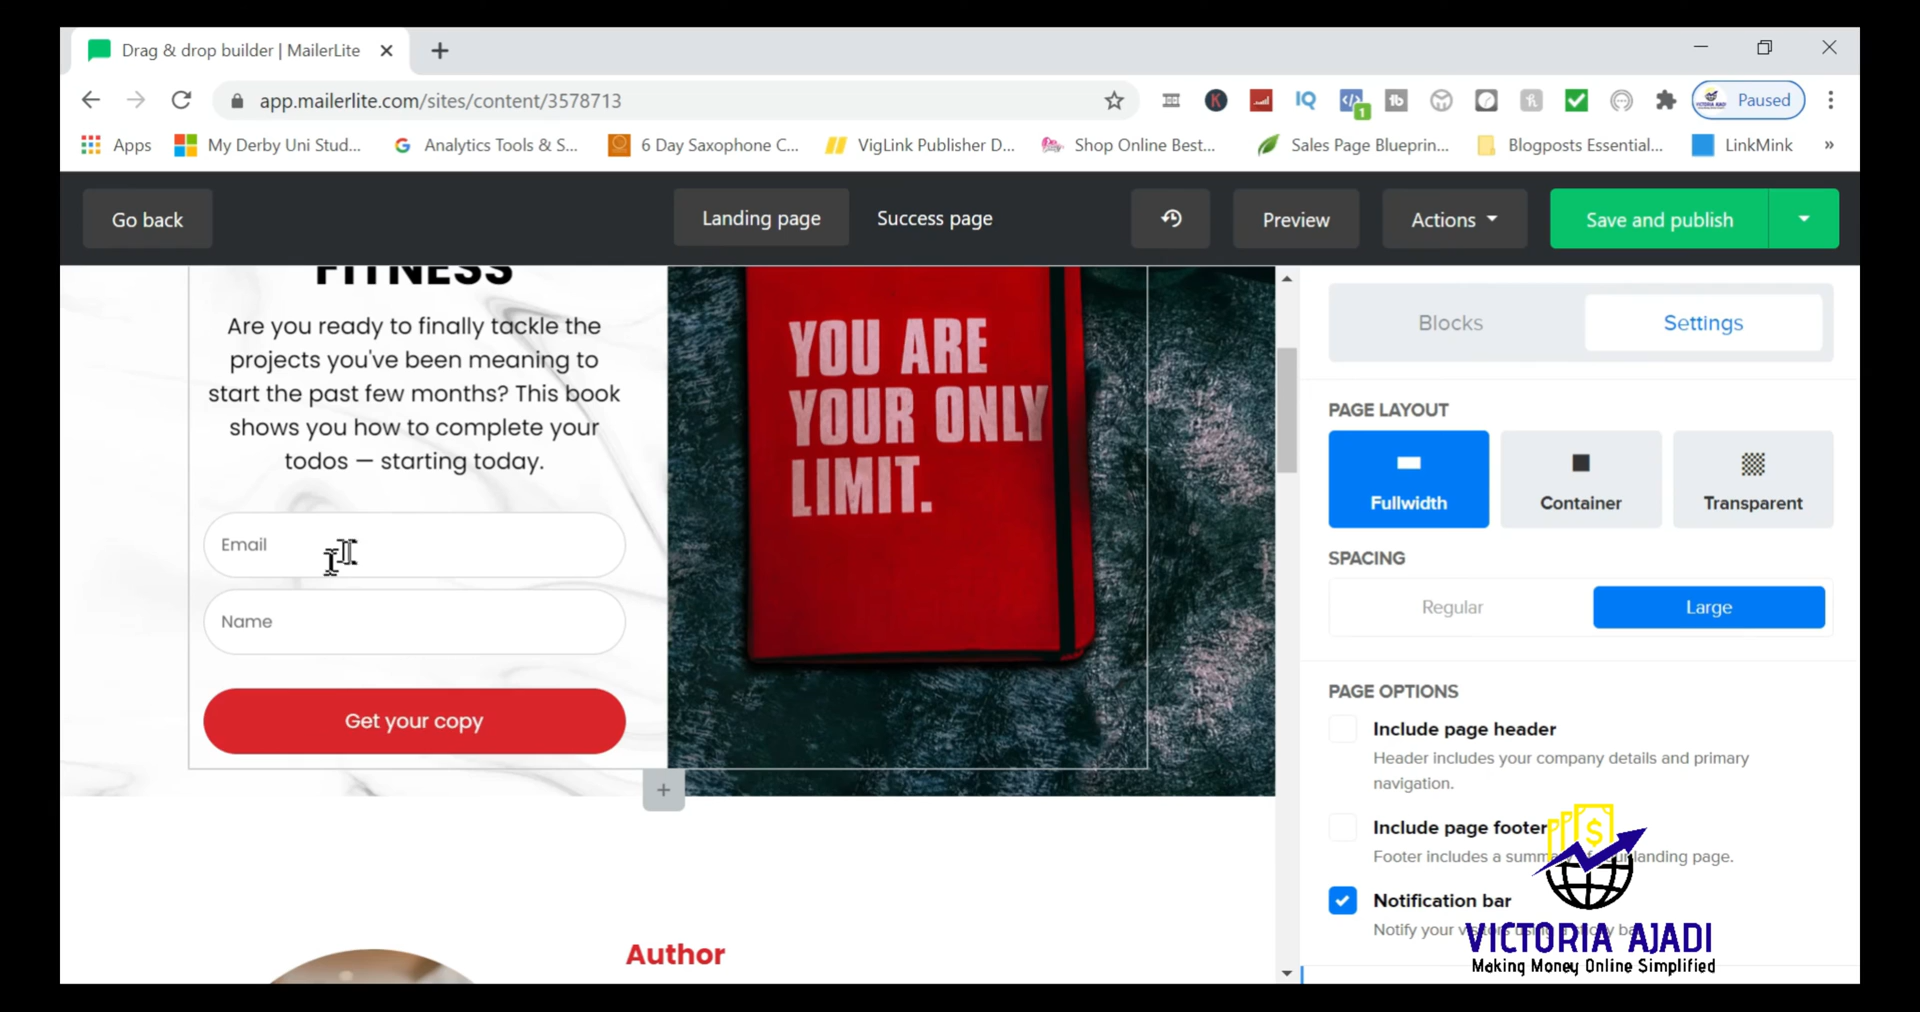 Drag & drop builder | MailerLite
app.mailerlite.com/sites/content/3578713
IQ
1
K
tb
Paused
Apps
My Derby Uni Stud...
Analytics Tools & S...
6 Day Saxophone C...
VigLink Publisher D...
Shop Online Best...
Sales Page Blueprin...
Blogposts Essential...
LinkMink
»
Go back
Landing page
Success page
Preview
Actions
Save and publish
FITNESS
Are you ready to finally tackle the
projects you've been meaning to
start the past few months? This book
shows you how to complete your
todos — starting today.
Email
Name
Get your copy
YOU ARE
YOUR ONLY
LIMIT.
Author
Blocks
Settings
PAGE LAYOUT
Fullwidth
Container
Transparent
SPACING
Regular
Large
PAGE OPTIONS
Include page header
Header includes your company details and primary
navigation.
Include page footer
Footer includes a landing page.
Notification bar
Notify your
VICTORIA AJADI
Making Money Online Simplified